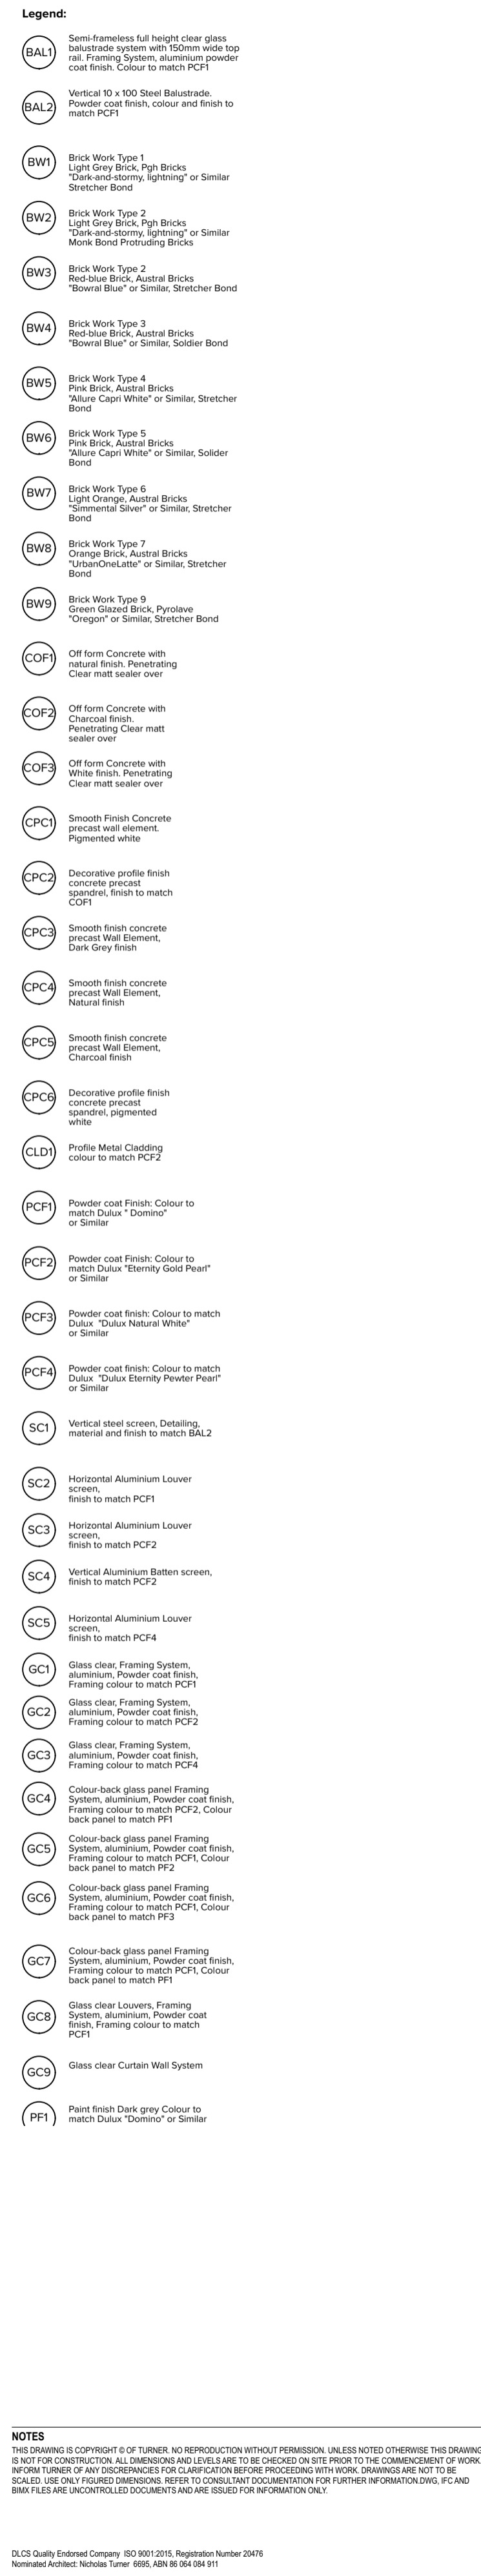 Legend:
BAL1
Semi-frameless full height clear glass
balustrade system with 150mm wide top
rail. Framing System, aluminium powder
coat finish. Colour to match PCF1
BAL2
Vertical 10 x 100 Steel Balustrade.
Powder coat finish, colour and finish to
match PCF1
BW1
Brick Work Type 1
Light Grey Brick, Pgh Bricks
"Dark-and-stormy, lightning" or Similar
Stretcher Bond
BW2
Brick Work Type 2
Light Grey Brick, Pgh Bricks
"Dark-and-stormy, lightning" or Similar
Monk Bond Protruding Bricks
BW3
Brick Work Type 2
Red-blue Brick, Austral Bricks
"Bowral Blue" or Similar, Stretcher Bond
BW4
Brick Work Type 3
Red-blue Brick, Austral Bricks
"Bowral Blue" or Similar, Soldier Bond
BW5
Brick Work Type 4
Pink Brick, Austral Bricks
"Allure Capri White" or Similar, Stretcher
Bond
BW6
Brick Work Type 5
Pink Brick, Austral Bricks
"Allure Capri White" or Similar, Solider
Bond
BW7
Brick Work Type 6
Light Orange, Austral Bricks
"Simmental Silver" or Similar, Stretcher
Bond
BW8
Brick Work Type 7
Orange Brick, Austral Bricks
"UrbanOneLatte" or Similar, Stretcher
Bond
BW9
Brick Work Type 9
Green Glazed Brick, Pyrolave
"Oregon" or Similar, Stretcher Bond
COF1
Off form Concrete with
natural finish. Penetrating
Clear matt sealer over
COF2
Off form Concrete with
Charcoal finish.
Penetrating Clear matt
sealer over
COF3
Off form Concrete with
White finish. Penetrating
Clear matt sealer over
CPC1
Smooth Finish Concrete
precast wall element.
Pigmented white
CPC2
Decorative profile finish
concrete precast
spandrel, finish to match
COF1
CPC3
Smooth finish concrete
precast Wall Element,
Dark Grey finish
CPC4
Smooth finish concrete
precast Wall Element,
Natural finish
CPC5
Smooth finish concrete
precast Wall Element,
Charcoal finish
CPC6
Decorative profile finish
concrete precast
spandrel, pigmented
white
CLD1
Profile Metal Cladding
colour to match PCF2
PCF1
Powder coat Finish: Colour to
match Dulux " Domino"
or Similar
PCF2
Powder coat Finish: Colour to
match Dulux "Eternity Gold Pearl"
or Similar
PCF3
Powder coat finish: Colour to match
Dulux  "Dulux Natural White"
or Similar
PCF4
Powder coat finish: Colour to match
Dulux  "Dulux Eternity Pewter Pearl"
or Similar
SC1
Vertical steel screen, Detailing,
material and finish to match BAL2
SC2
Horizontal Aluminium Louver
screen,
finish to match PCF1
SC3
Horizontal Aluminium Louver
screen,
finish to match PCF2
SC4
Vertical Aluminium Batten screen,
finish to match PCF2
SC5
Horizontal Aluminium Louver
screen,
finish to match PCF4
GC1
Glass clear, Framing System,
aluminium, Powder coat finish,
Framing colour to match PCF1
GC2
Glass clear, Framing System,
aluminium, Powder coat finish,
Framing colour to match PCF2
GC3
Glass clear, Framing System,
aluminium, Powder coat finish,
Framing colour to match PCF4
GC4
Colour-back glass panel Framing
System, aluminium, Powder coat finish,
Framing colour to match PCF2, Colour
back panel to match PF1
GC5
Colour-back glass panel Framing
System, aluminium, Powder coat finish,
Framing colour to match PCF1, Colour
back panel to match PF2
GC6
Colour-back glass panel Framing
System, aluminium, Powder coat finish,
Framing colour to match PCF1, Colour
back panel to match PF3
GC7
Colour-back glass panel Framing
System, aluminium, Powder coat finish,
Framing colour to match PCF1, Colour
back panel to match PF1
GC8
Glass clear Louvers, Framing
System, aluminium, Powder coat
finish, Framing colour to match
PCF1
GC9
Glass clear Curtain Wall System
PF1
Paint finish Dark grey Colour to
match Dulux "Domino" or Similar
NOTES
THIS DRAWING IS COPYRIGHT © OF TURNER. NO REPRODUCTION WITHOUT PERMISSION. UNLESS NOTED OTHERWISE THIS DRAWING
IS NOT FOR CONSTRUCTION. ALL DIMENSIONS AND LEVELS ARE TO BE CHECKED ON SITE PRIOR TO THE COMMENCEMENT OF WORK.
INFORM TURNER OF ANY DISCREPANCIES FOR CLARIFICATION BEFORE PROCEEDING WITH WORK. DRAWINGS ARE NOT TO BE
SCALED. USE ONLY FIGURED DIMENSIONS. REFER TO CONSULTANT DOCUMENTATION FOR FURTHER INFORMATION.DWG, IFC AND
BIMX FILES ARE UNCONTROLLED DOCUMENTS AND ARE ISSUED FOR INFORMATION ONLY.
DLCS Quality Endorsed Company  ISO 9001:2015, Registration Number 20476
Nominated Architect: Nicholas Turner  6695, ABN 86 064 084 911